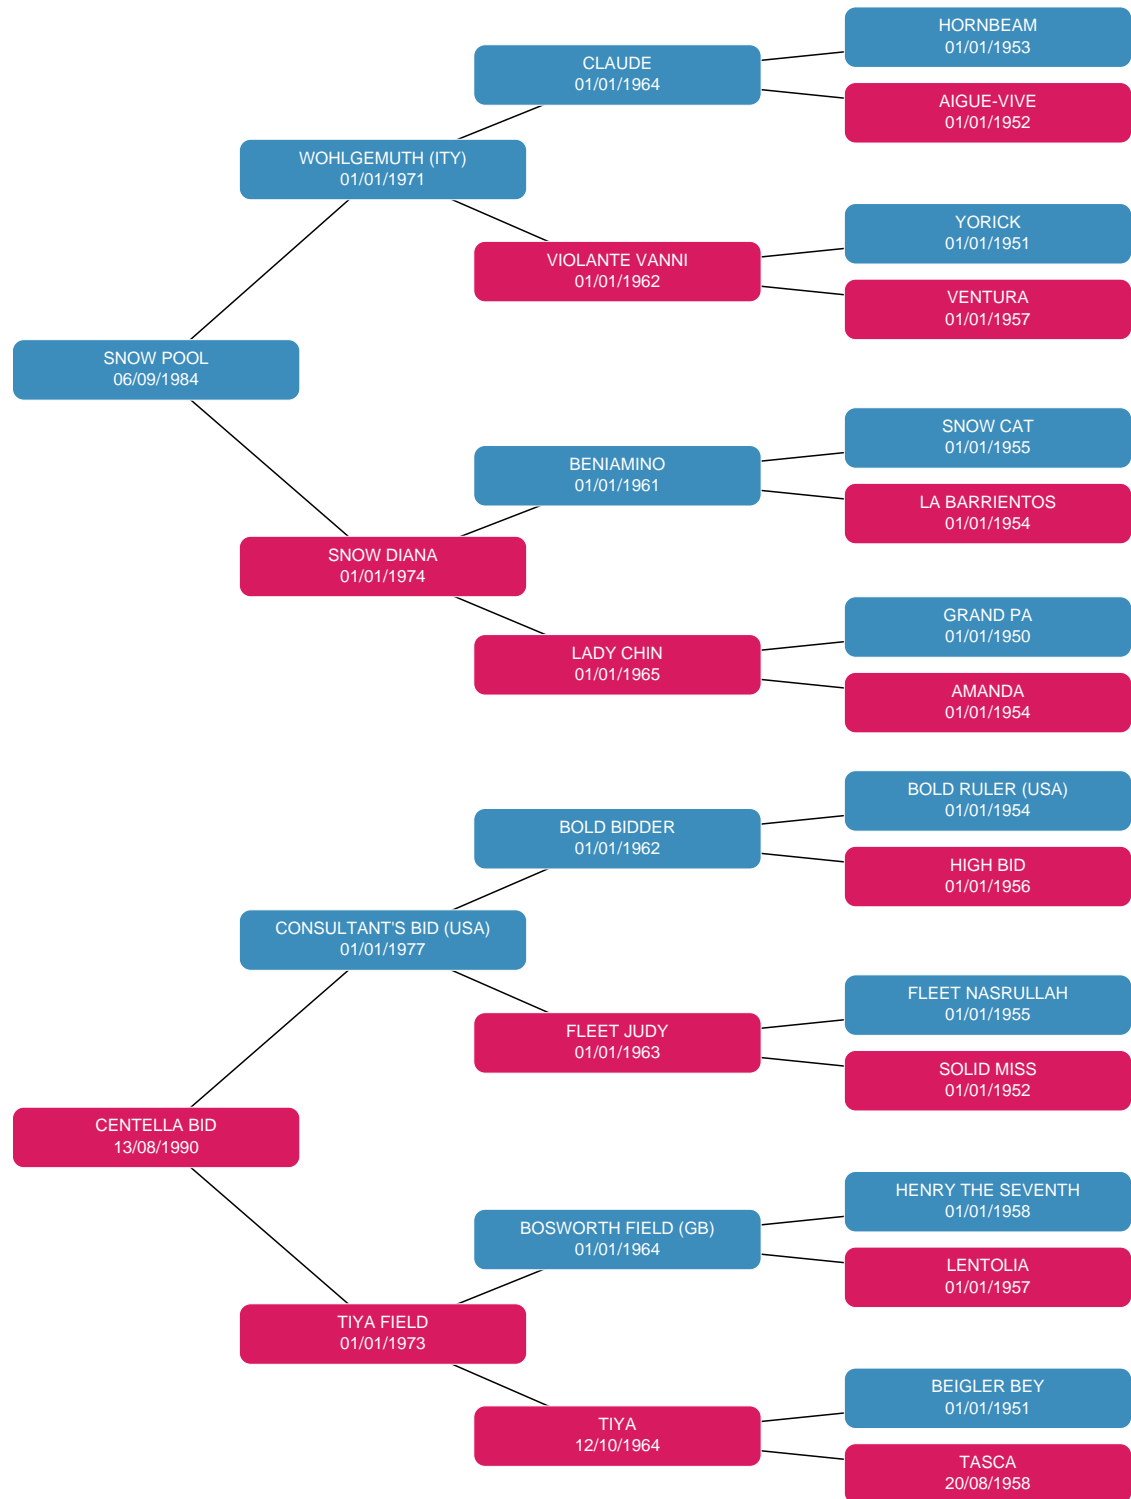 HORNBEAM
01/01/1953
CLAUDE
01/01/1964
AIGUE-VIVE
01/01/1952
WOHLGEMUTH (ITY)
01/01/1971
YORICK
01/01/1951
VIOLANTE VANNI
01/01/1962
VENTURA
01/01/1957
SNOW POOL
06/09/1984
SNOW CAT
01/01/1955
BENIAMINO
01/01/1961
LA BARRIENTOS
01/01/1954
SNOW DIANA
01/01/1974
GRAND PA
01/01/1950
LADY CHIN
01/01/1965
AMANDA
01/01/1954
BOLD RULER (USA)
01/01/1954
BOLD BIDDER
01/01/1962
HIGH BID
01/01/1956
CONSULTANT'S BID (USA)
01/01/1977
FLEET NASRULLAH
01/01/1955
FLEET JUDY
01/01/1963
SOLID MISS
01/01/1952
CENTELLA BID
13/08/1990
HENRY THE SEVENTH
01/01/1958
BOSWORTH FIELD (GB)
01/01/1964
LENTOLIA
01/01/1957
TIYA FIELD
01/01/1973
BEIGLER BEY
01/01/1951
TIYA
12/10/1964
TASCA
20/08/1958